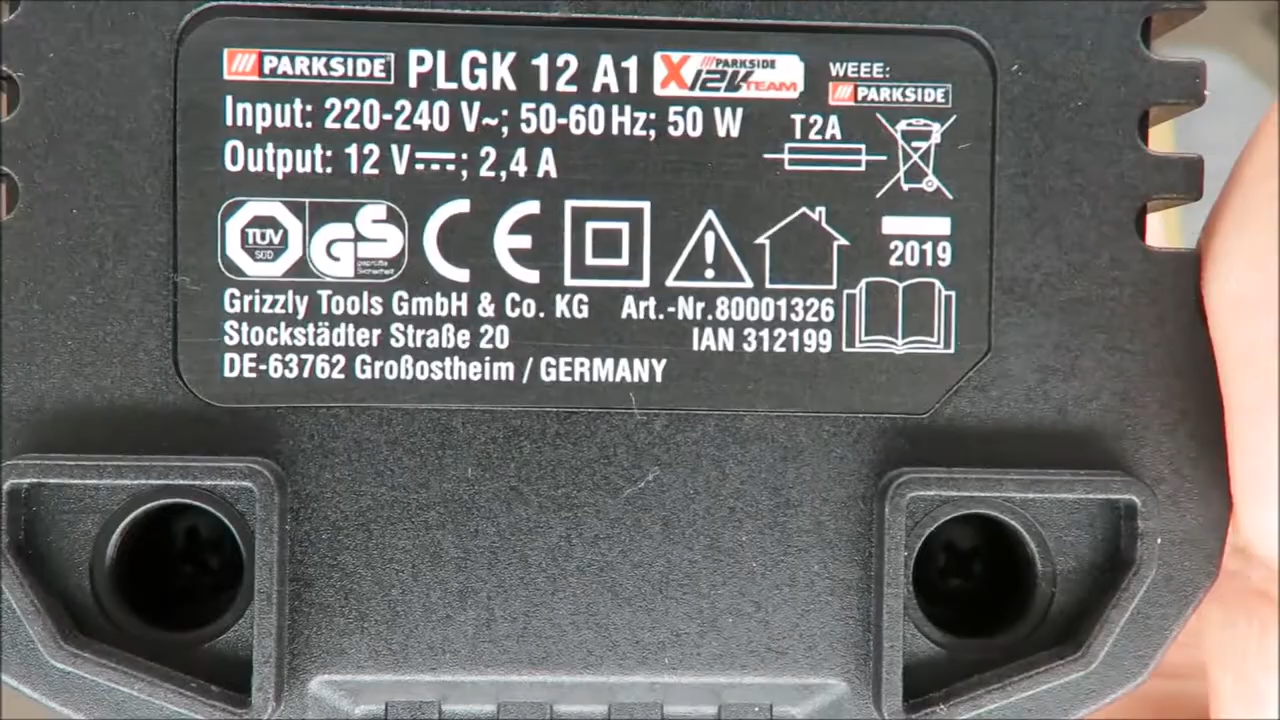 PARKSIDE PLGK 12 A1 X12V PARKSIDE TEAM WEEE:
PARKSIDE
Input: 220-240 V~; 50-60 Hz; 50 W T2A
Output: 12 V⎓; 2,4 A
TÜV SÜD GS geprüfte Sicherheit CE
2019
Grizzly Tools GmbH & Co. KG Art.-Nr.80001326
Stockstädter Straße 20 IAN 312199
DE-63762 Großostheim / GERMANY